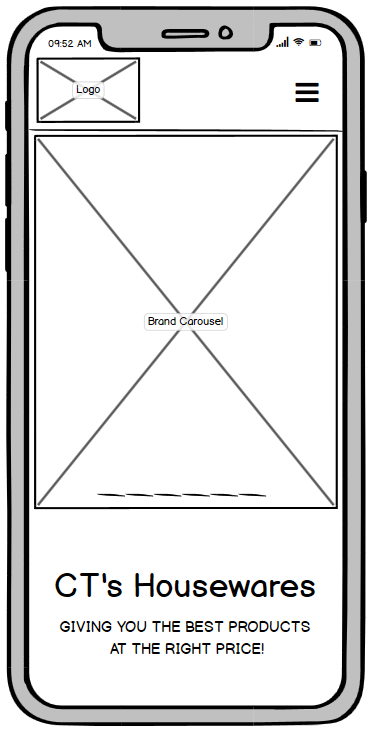 09:52 AM
Logo
Brand Carousel
CT's Housewares
GIVING YOU THE BEST PRODUCTS
AT THE RIGHT PRICE!